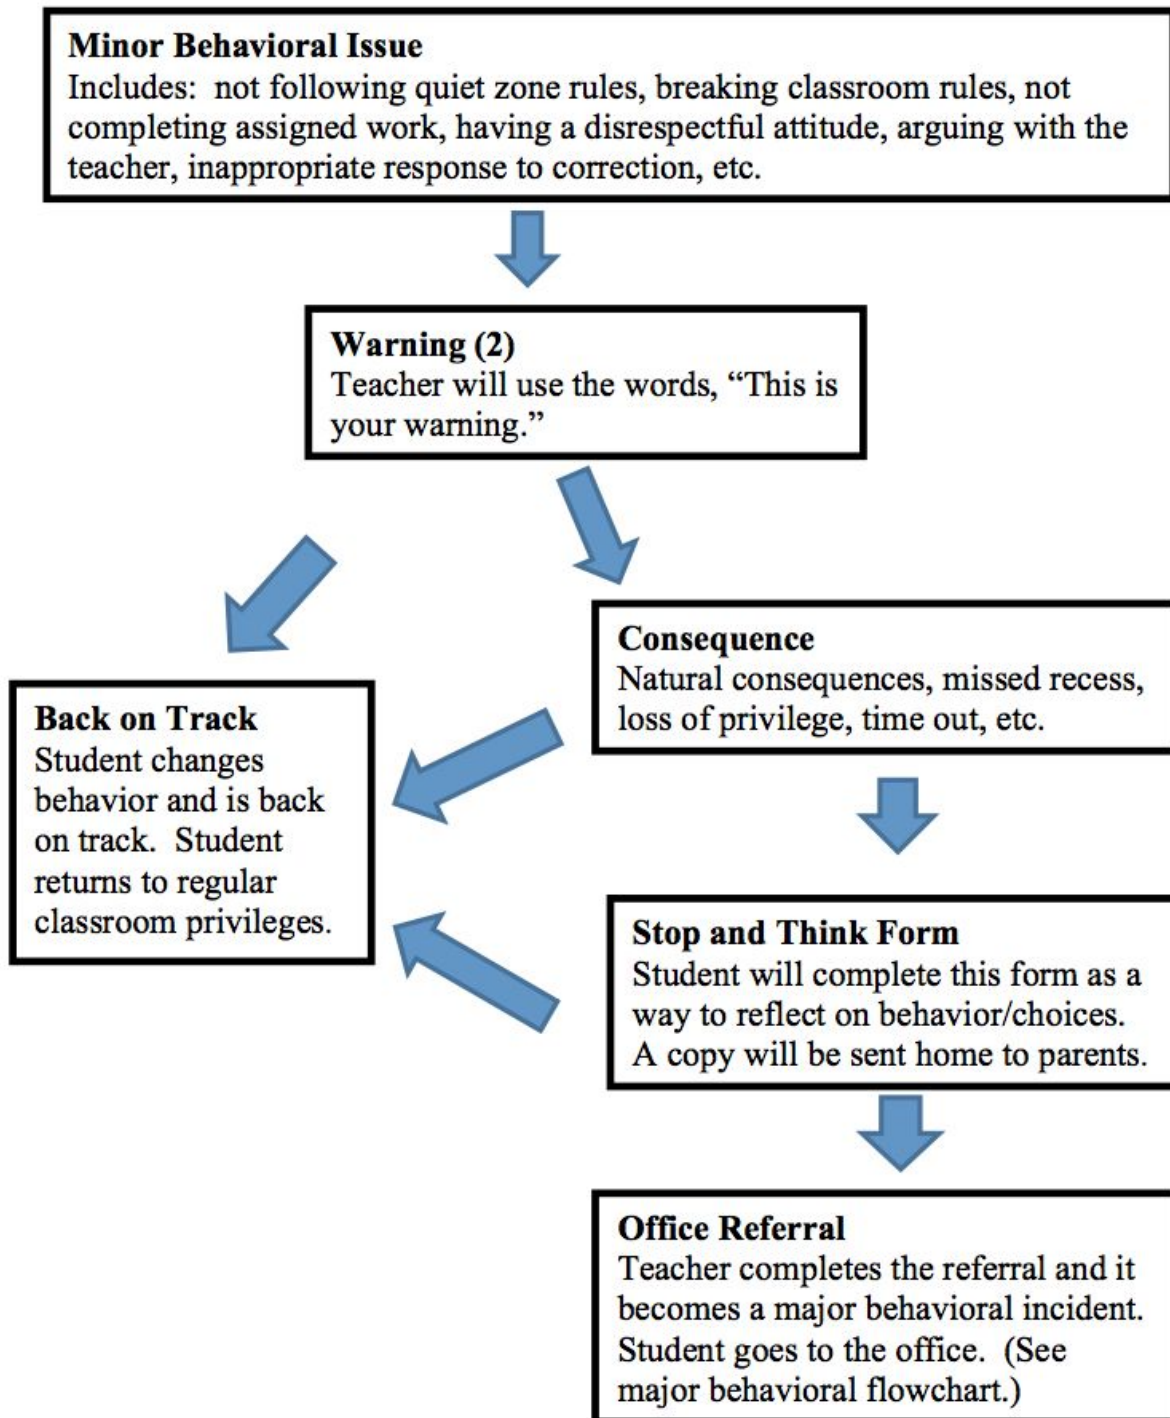 Minor Behavioral Issue
Includes:  not following quiet zone rules, breaking classroom rules, not
completing assigned work, having a disrespectful attitude, arguing with the
teacher, inappropriate response to correction, etc.
Warning (2)
Teacher will use the words, “This is
your warning.”
Consequence
Natural consequences, missed recess,
loss of privilege, time out, etc.
Back on Track
Student changes
behavior and is back
on track.  Student
returns to regular
classroom privileges.
Stop and Think Form
Student will complete this form as a
way to reflect on behavior/choices.
A copy will be sent home to parents.
Office Referral
Teacher completes the referral and it
becomes a major behavioral incident.
Student goes to the office.  (See
major behavioral flowchart.)